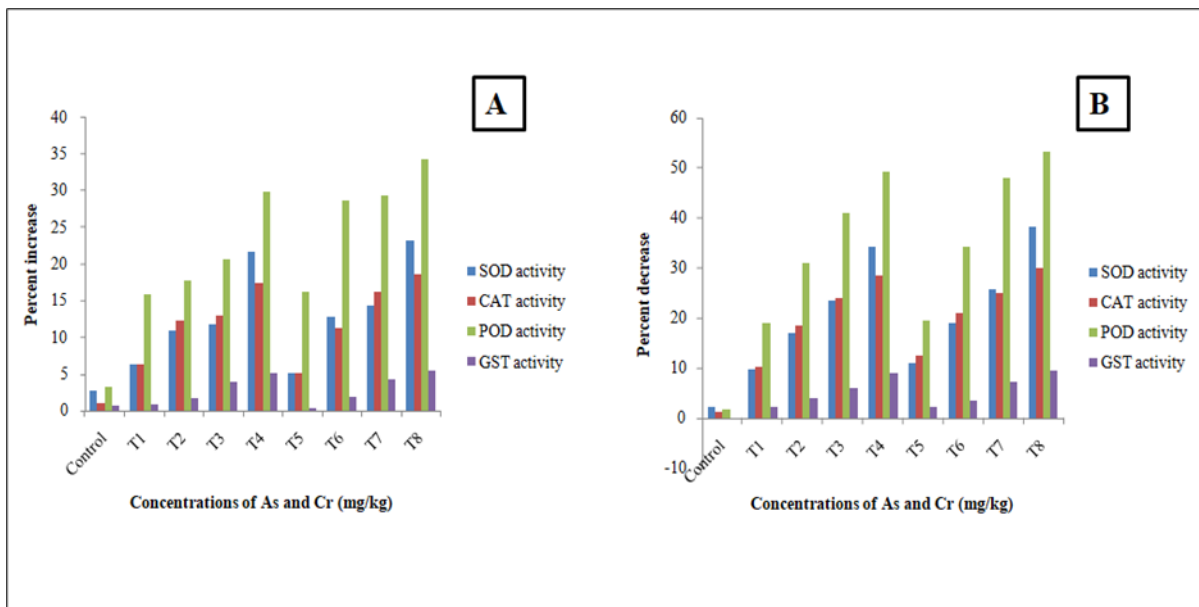 A
40
35
30
25
20
15
10
5
0
Percent increase
Control T1 T2 T3 T4 T5 T6 T7 T8
Concentrations of As and Cr (mg/kg)
SOD activity
CAT activity
POD activity
GST activity
B
60
50
40
30
20
10
0
-10
Percent decrease
Control T1 T2 T3 T4 T5 T6 T7 T8
Concentrations of As and Cr (mg/kg)
SOD activity
CAT activity
POD activity
GST activity